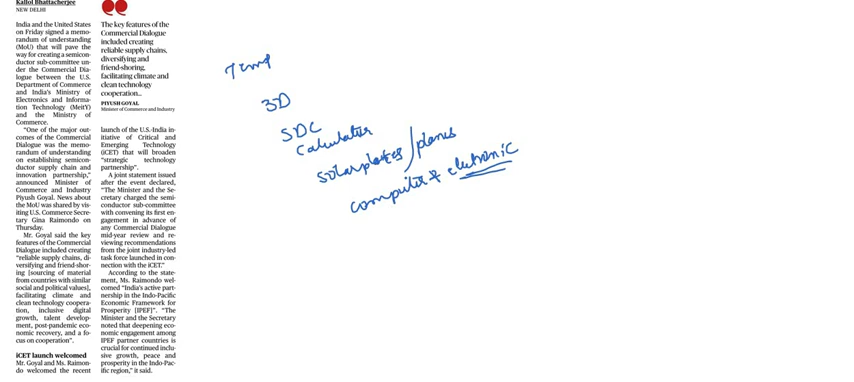 Kallol Bhattacherjee
NEW DELHI
India and the United States
on Friday signed a memo-
randum of understanding
(MoU) that will pave the
way for creating a semicon-
ductor sub-committee un-
der the Commercial Dia-
logue between the U.S.
Department of Commerce
and India's Ministry of
Electronics and Informa-
tion Technology (MeitY)
and the Ministry of
Commerce.
"One of the major out-
comes of the Commercial
Dialogue was the memo-
randum of understanding
on establishing semicon-
ductor supply chain and
innovation partnership,"
announced Minister of
Commerce and Industry
Piyush Goyal. News about
the MoU was shared by vis-
iting U.S. Commerce Secre-
tary Gina Raimondo on
Thursday.
Mr. Goyal said the key
features of the Commercial
Dialogue included creating
"reliable supply chains, di-
versifying and friend-shor-
ing [sourcing of material
from countries with similar
social and political values],
facilitating climate and
clean technology coopera-
tion, inclusive digital
growth, talent develop-
ment, post-pandemic eco-
nomic recovery, and a fo-
cus on cooperation".
iCET launch welcomed
Mr. Goyal and Ms. Raimon-
do welcomed the recent
The key features of the
Commercial Dialogue
included creating
reliable supply chains,
diversifying and
friend-shoring,
facilitating climate and
clean technology
cooperation...
PIYUSH GOYAL
Minister of Commerce and Industry
launch of the U.S.-India in-
itiative of Critical and
Emerging Technology
(iCET) that will broaden
"strategic technology
partnership".
A joint statement issued
after the event declared,
"The Minister and the Se-
cretary charged the semi-
conductor sub-committee
with convening its first en-
gagement in advance of
any Commercial Dialogue
mid-year review and re-
viewing recommendations
from the joint industry-led
task force launched in con-
nection with the iCET."
According to the state-
ment, Ms. Raimondo wel-
comed "India's active part-
nership in the Indo-Pacific
Economic Framework for
Prosperity [IPEF]". "The
Minister and the Secretary
noted that deepening eco-
nomic engagement among
IPEF partner countries is
crucial for continued inclu-
sive growth, peace and
prosperity in the Indo-Pac-
ific region," it said.
Temp
3D
SDC
Calculator
Solar plates / planes
computer & electronic